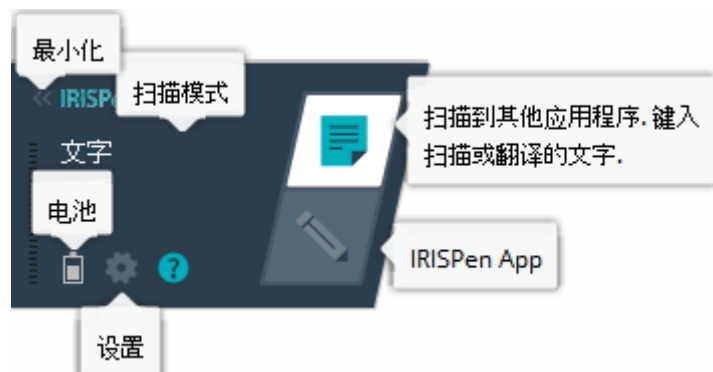 最小化
IRISP
扫描模式
扫描到其他应用程序. 键入
扫描或翻译的文字.
文字
电池
IRISPen App
?
设置